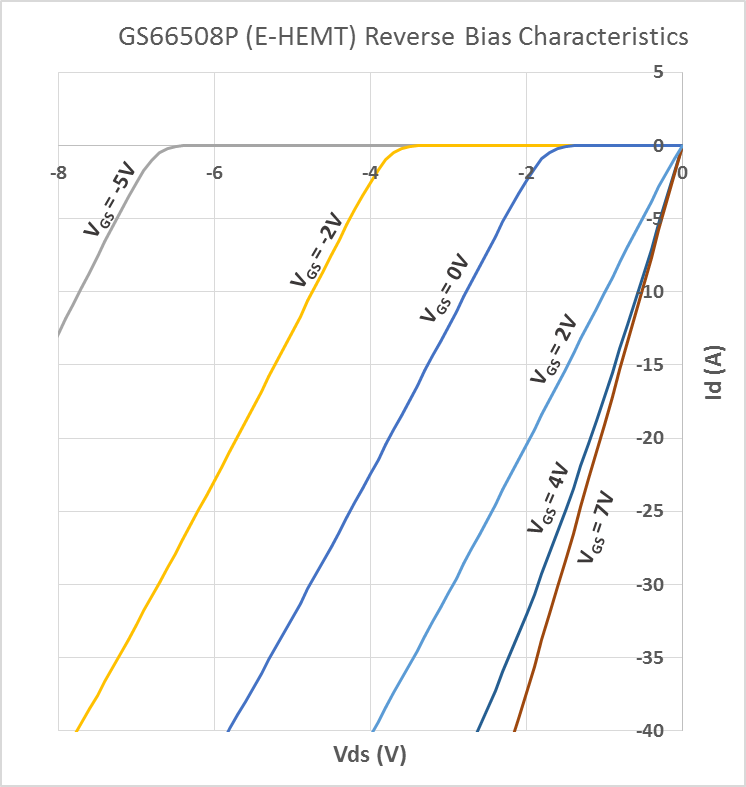 GS66508P (E-HEMT) Reverse Bias Characteristics
5
0
-8
-6
-4
-2
0
-5
-10
-15
-20
-25
-30
-35
-40
VGS = -5V
VGS = -2V
VGS = 0V
VGS = 2V
VGS = 4V
VGS = 7V
Id (A)
Vds (V)